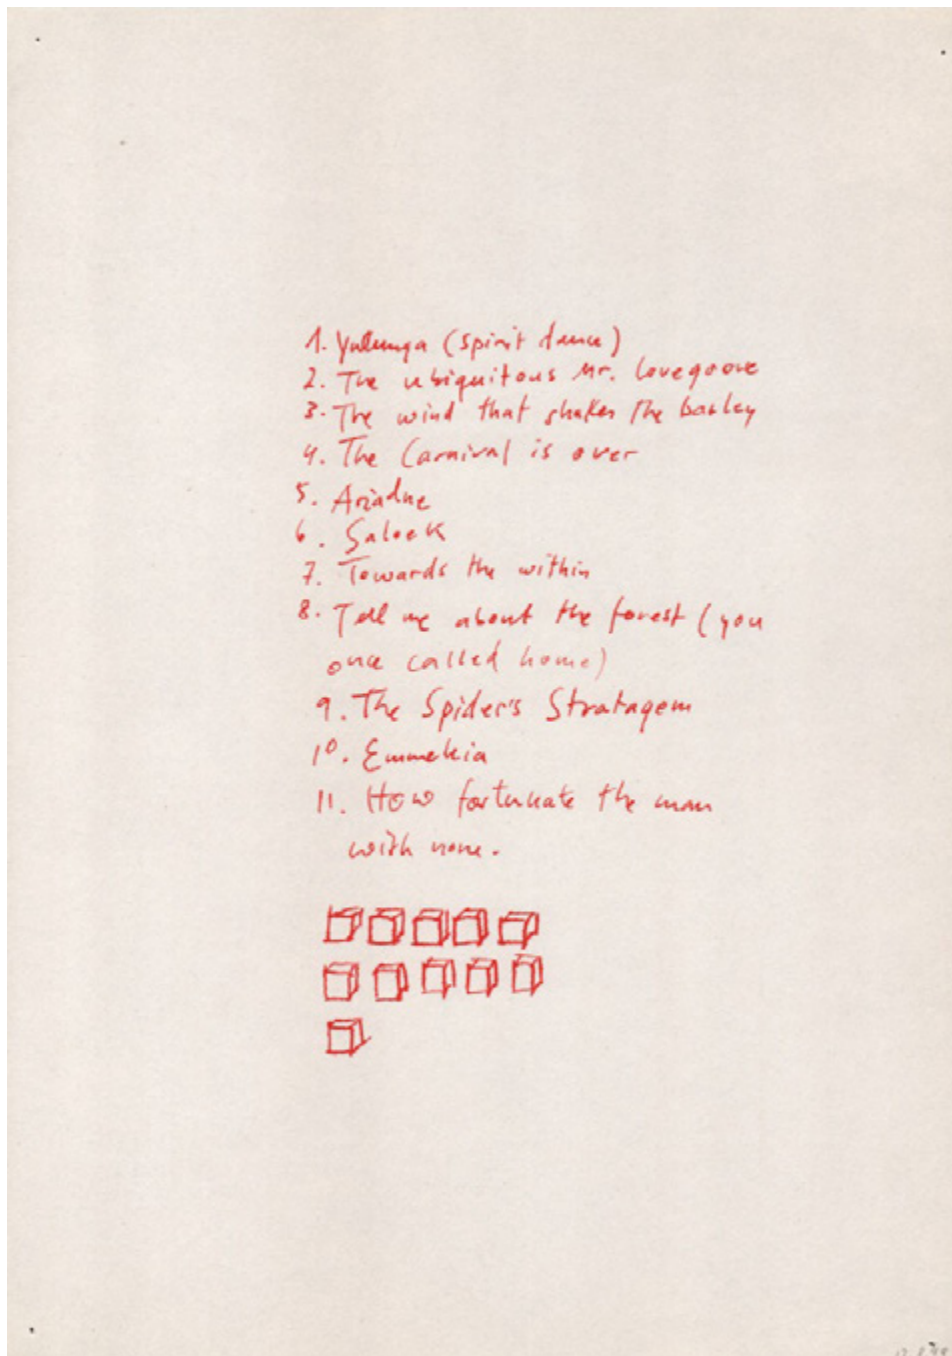 1. Yulunga (spirit dance)
2. The ubiquitous Mr. lovegoove
3. The wind that shakes the barley
4. The Carnival is over
5. Ariadne
6. Saloek
7. Towards the within
8. Tell me about the forest (you
once called home)
9. The Spider's Stratagem
10. Emmeleia
11. How fortunate the man
with none.